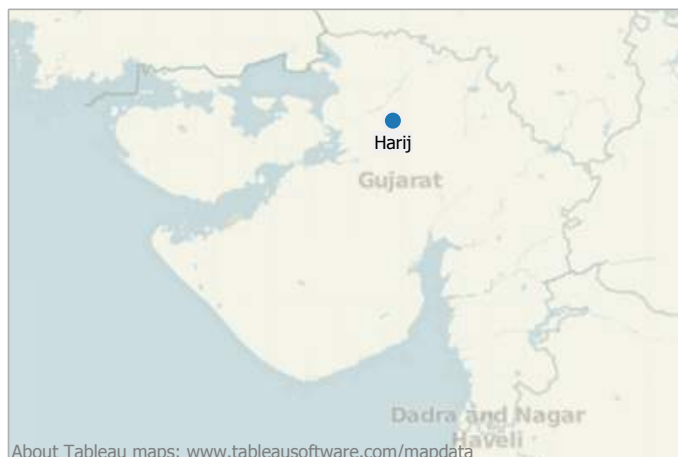 Harij
Gujarat
Dadra and Nagar
Haveli
About Tableau maps: www.tableausoftware.com/mapdata